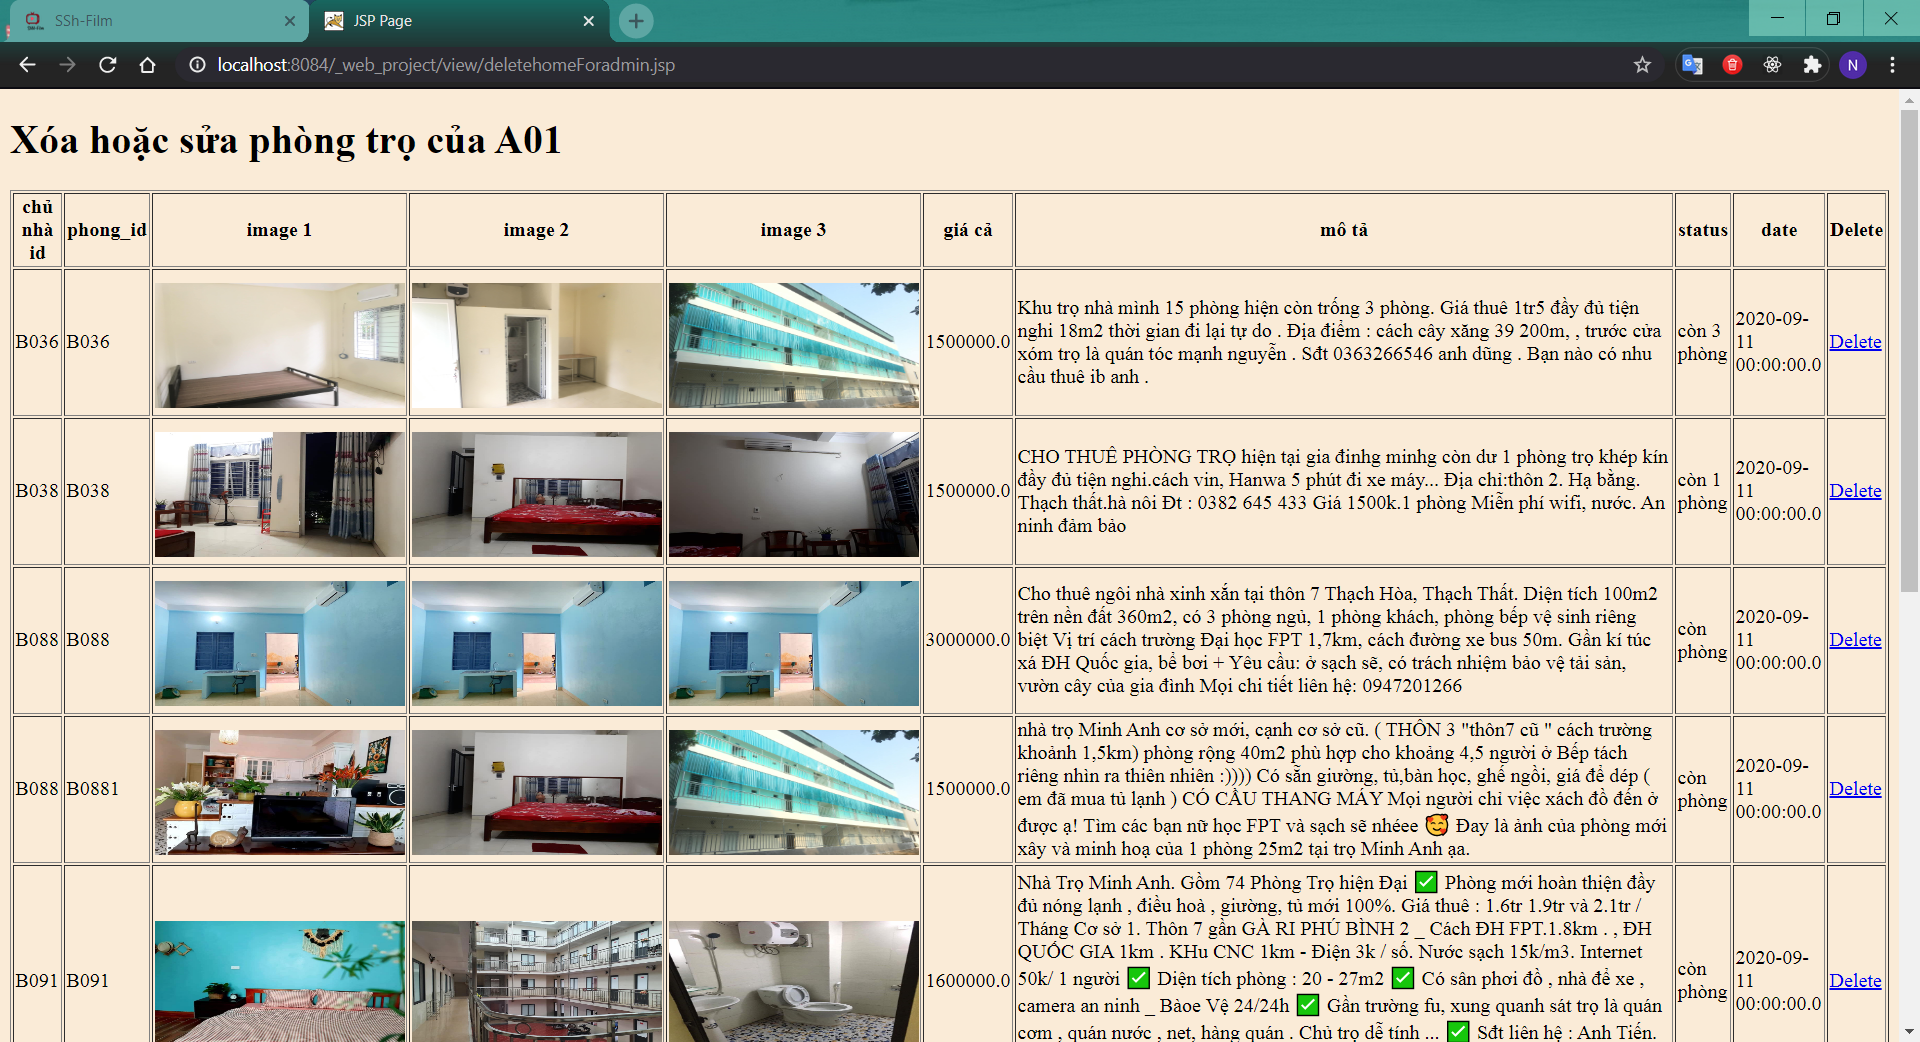 SSh-Film
JSP Page
localhost:8084/_web_project/view/deletehomeForadmin.jsp
N
Xóa hoặc sửa phòng trọ của A01
chủ
nhà
id
phong_id
image 1
image 2
image 3
giá cả
mô tả
status
date
Delete
B036
B036
1500000.0
Khu trọ nhà mình 15 phòng hiện còn trống 3 phòng. Giá thuê 1tr5 đầy đủ tiện
nghi 18m2 thời gian đi lại tự do . Địa điểm : cách cây xăng 39 200m, , trước cửa
xóm trọ là quán tóc mạnh nguyễn . Sđt 0363266546 anh dũng . Bạn nào có nhu
cầu thuê ib anh .
còn 3
phòng
2020-09-
11
00:00:00.0
Delete
B038
B038
1500000.0
CHO THUÊ PHÒNG TRỌ hiện tại gia đinhg minhg còn dư 1 phòng trọ khép kín
đầy đủ tiện nghi.cách vin, Hanwa 5 phút đi xe máy... Địa chỉ:thôn 2. Hạ bằng.
Thạch thất.hà nôi Đt : 0382 645 433 Giá 1500k.1 phòng Miễn phí wifi, nước. An
ninh đảm bảo
còn 1
phòng
2020-09-
11
00:00:00.0
Delete
B088
B088
3000000.0
Cho thuê ngôi nhà xinh xắn tại thôn 7 Thạch Hòa, Thạch Thất. Diện tích 100m2
trên nền đất 360m2, có 3 phòng ngủ, 1 phòng khách, phòng bếp vệ sinh riêng
biệt Vị trí cách trường Đại học FPT 1,7km, cách đường xe bus 50m. Gần kí túc
xá ĐH Quốc gia, bể bơi + Yêu cầu: ở sạch sẽ, có trách nhiệm bảo vệ tài sản,
vườn cây của gia đình Mọi chi tiết liên hệ: 0947201266
còn
phòng
2020-09-
11
00:00:00.0
Delete
B088
B0881
1500000.0
nhà trọ Minh Anh cơ sở mới, cạnh cơ sở cũ. ( THÔN 3 "thôn7 cũ " cách trường
khoảnh 1,5km) phòng rộng 40m2 phù hợp cho khoảng 4,5 người ở Bếp tách
riêng nhìn ra thiên nhiên :)))) Có sẵn giường, tủ,bàn học, ghế ngồi, giá để dép (
em đã mua tủ lạnh ) CÓ CẦU THANG MÁY Mọi người chỉ việc xách đồ đến ở
được ạ! Tìm các bạn nữ học FPT và sạch sẽ nhéee 🥰 Đay là ảnh của phòng mới
xây và minh hoạ của 1 phòng 25m2 tại trọ Minh Anh ạa.
còn
phòng
2020-09-
11
00:00:00.0
Delete
B091
B091
1600000.0
Nhà Trọ Minh Anh. Gồm 74 Phòng Trọ hiện Đại ✅ Phòng mới hoàn thiện đầy
đủ nóng lạnh , điều hoà , giường, tủ mới 100%. Giá thuê : 1.6tr 1.9tr và 2.1tr /
Tháng Cơ sở 1. Thôn 7 gần GÀ RI PHÚ BÌNH 2 _ Cách ĐH FPT.1.8km . , ĐH
QUỐC GIA 1km . KHu CNC 1km - Điện 3k / số. Nước sạch 15k/m3. Internet
50k/ 1 người ✅ Diện tích phòng : 20 - 27m2 ✅ Có sân phơi đồ , nhà để xe ,
camera an ninh _ Bảoe Vệ 24/24h ✅ Gần trường fu, xung quanh sát trọ là quán
cơm , quán nước , net, hàng quán . Chủ trọ dễ tính ... ✅ Sđt liên hệ : Anh Tiến.
còn
phòng
2020-09-
11
00:00:00.0
Delete